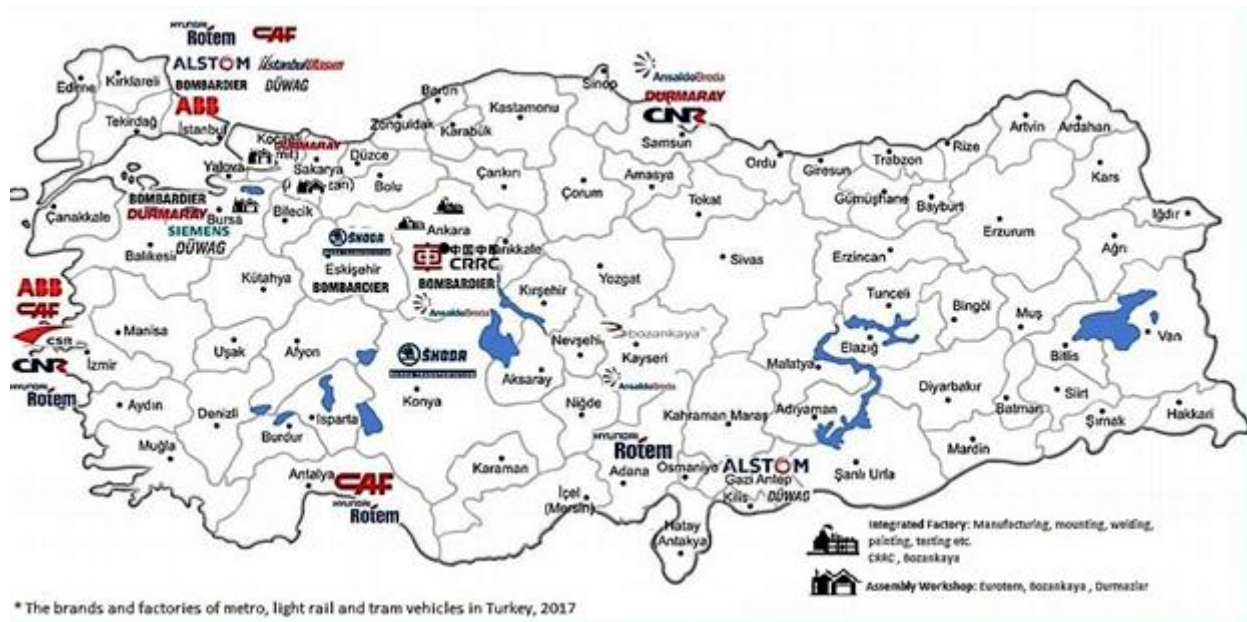 HYUNDAI Rotem CAF
ALSTOM istanbulUlasım
BOMBARDIER DÜWAG
ABB
Edirne
Kırklareli
Tekirdağ
İstanbul
Yalova
DURMARAY
Sakarya
Düzce
Bolu
Zonguldak
Bartın
Karabük
Kastamonu
Sinop
AnsaldoBreda
DURMARAY
CNR
Samsun
Çankırı
Çorum
Amasya
Tokat
Ordu
Giresun
Trabzon
Rize
Artvin
Ardahan
Kars
Gümüşhane
Bayburt
Erzurum
Iğdır
Ağrı
Çanakkale
BOMBARDIER
DURMARAY
Bursa
SIEMENS
DÜWAG
Balıkesir
Bilecik
Kütahya
ŠKODA
Eskişehir
BOMBARDIER
Ankara
中国中车
CRRC
BOMBARDIER
AnsaldoBreda
Kırşehir
Yozgat
Sivas
Erzincan
Tunceli
Bingöl
Muş
Elazığ
Bitlis
Van
ABB
CAF
CSR
CNR
İzmir
HYUNDAI Rotem
Manisa
Uşak
Afyon
ŠKODA
Konya
Aksaray
Nevşehi
bozankaya
Kayseri
AnsaldoBreda
Niğde
Malatya
Adıyaman
Diyarbakır
Batman
Siirt
Şırnak
Hakkari
Mardin
Aydın
Denizli
Muğla
Burdur
Isparta
Antalya
CAF
HYUNDAI Rotem
Karaman
İçel
(Mersin)
HYUNDAI Rotem
Adana
Kahraman Maraş
Osmaniye
ALSTOM
Gazi Antep
Kilis DÜWAG
Şanlı Urfa
Hatay
Antakya
Integrated Factory: Manufacturing, mounting, welding,
painting, testing etc.
CRRC , Bozankaya
Assembly Workshop: Eurotem, Bozankaya , Durmazlar
* The brands and factories of metro, light rail and tram vehicles in Turkey, 2017